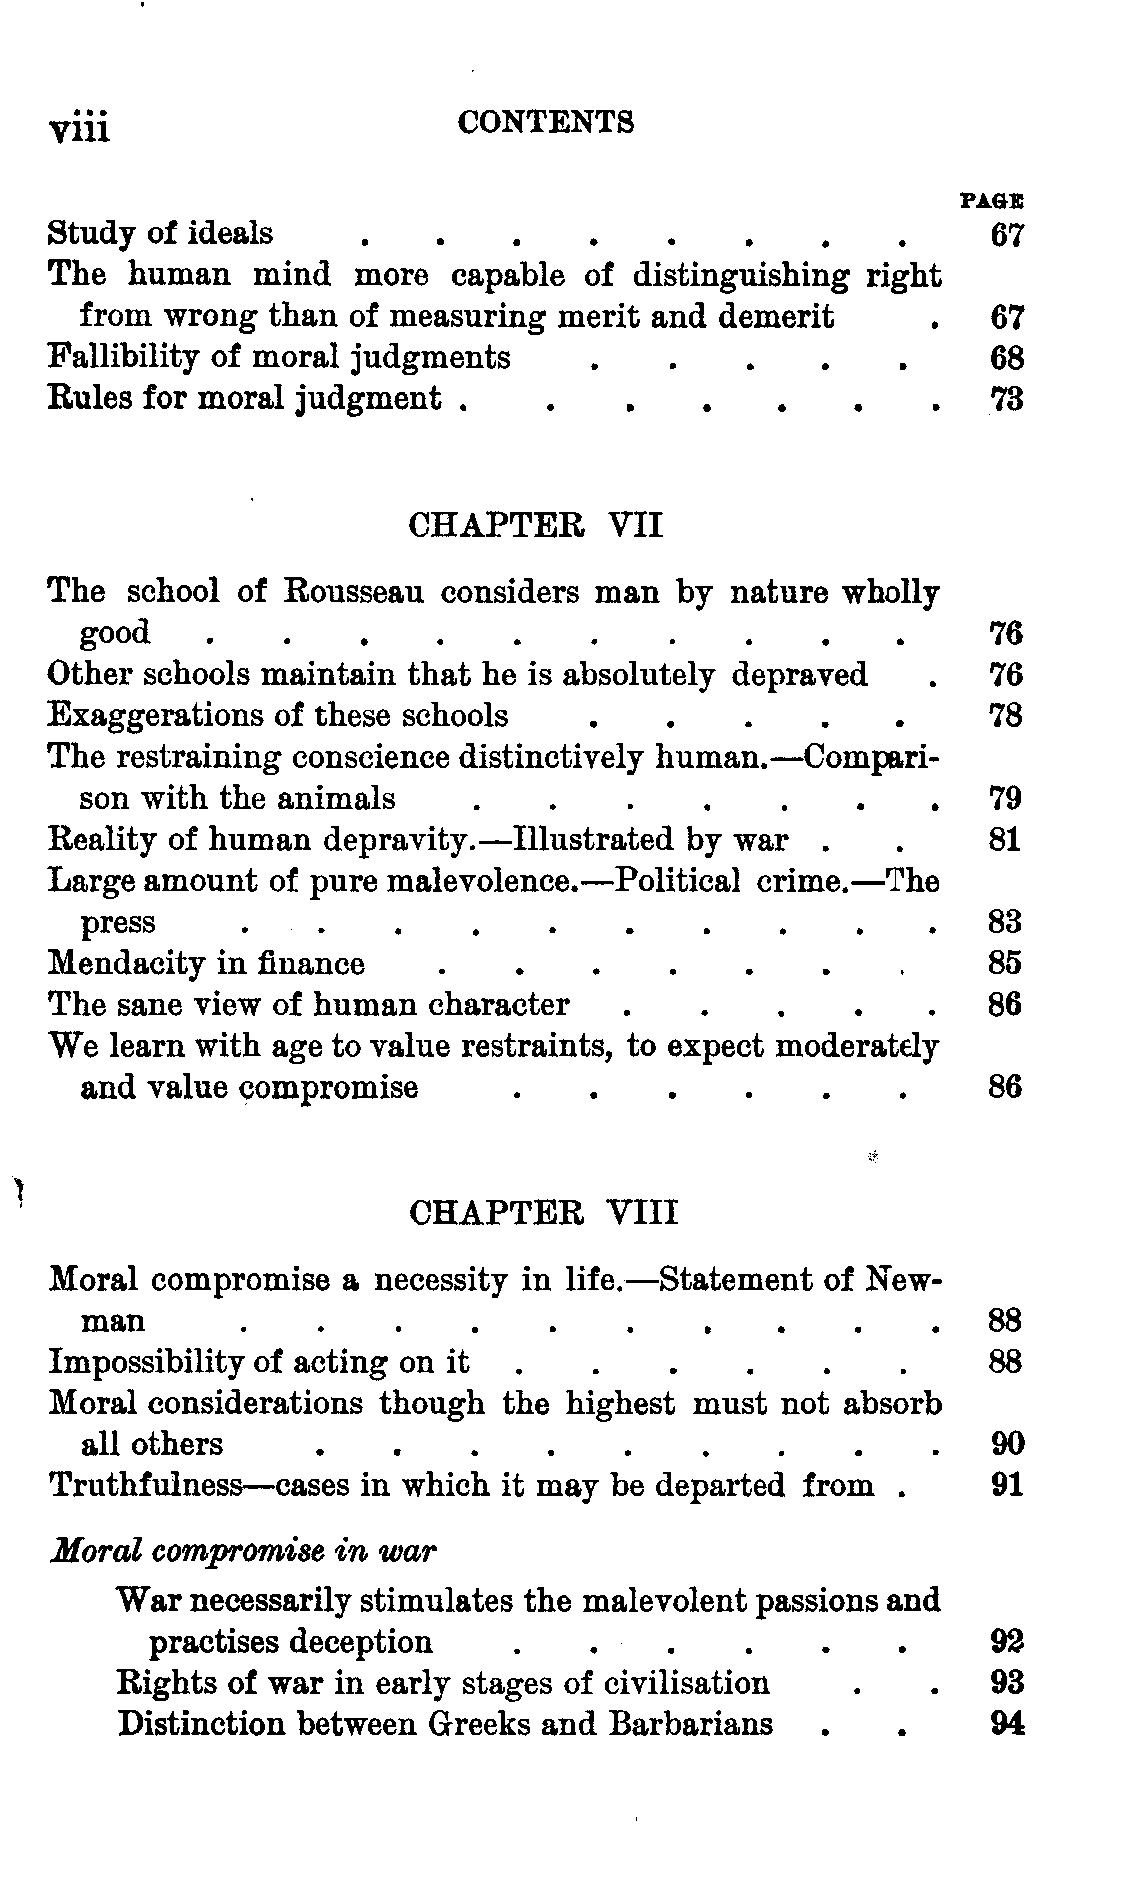 viii CONTENTS
PAGE
Study of ideals . . . . . . . . 67
The human mind more capable of distinguishing right
from wrong than of measuring merit and demerit . 67
Fallibility of moral judgments . . . . . 68
Rules for moral judgment . . . . . . . 73
CHAPTER VII
The school of Rousseau considers man by nature wholly
good . . . . . . . . . . 76
Other schools maintain that he is absolutely depraved . 76
Exaggerations of these schools . . . . . 78
The restraining conscience distinctively human.—Compari-
son with the animals . . . . . . . 79
Reality of human depravity.—Illustrated by war . . 81
Large amount of pure malevolence.—Political crime.—The
press . . . . . . . . . . 83
Mendacity in finance . . . . . . . 85
The sane view of human character . . . . . 86
We learn with age to value restraints, to expect moderately
and value compromise . . . . . . 86
CHAPTER VIII
Moral compromise a necessity in life.—Statement of New-
man . . . . . . . . . . 88
Impossibility of acting on it . . . . . . 88
Moral considerations though the highest must not absorb
all others . . . . . . . . . 90
Truthfulness—cases in which it may be departed from . 91
Moral compromise in war
War necessarily stimulates the malevolent passions and
practises deception . . . . . . 92
Rights of war in early stages of civilisation . . 93
Distinction between Greeks and Barbarians . . 94